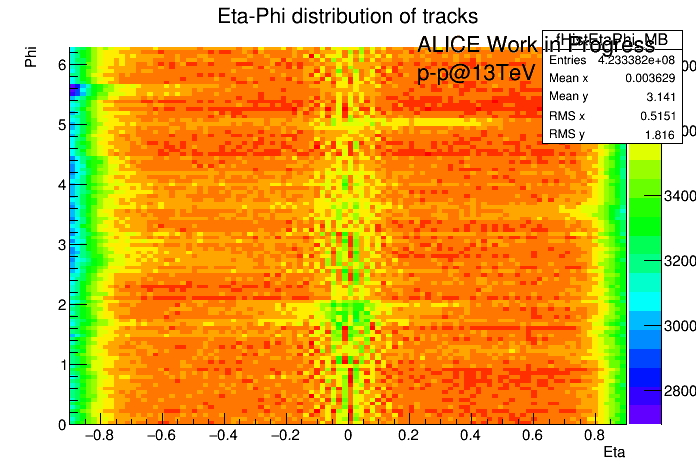 Eta-Phi distribution of tracks
ALICE Work in Progress
p-p@13TeV
fHistEtaPhi_MB
Entries 4.233382e+08
Mean x 0.003629
Mean y 3.141
RMS x 0.5151
RMS y 1.816
Phi
6
5
4
3
2
1
0
−0.8 −0.6 −0.4 −0.2 0 0.2 0.4 0.6 0.8
Eta
3400
3200
3000
2800